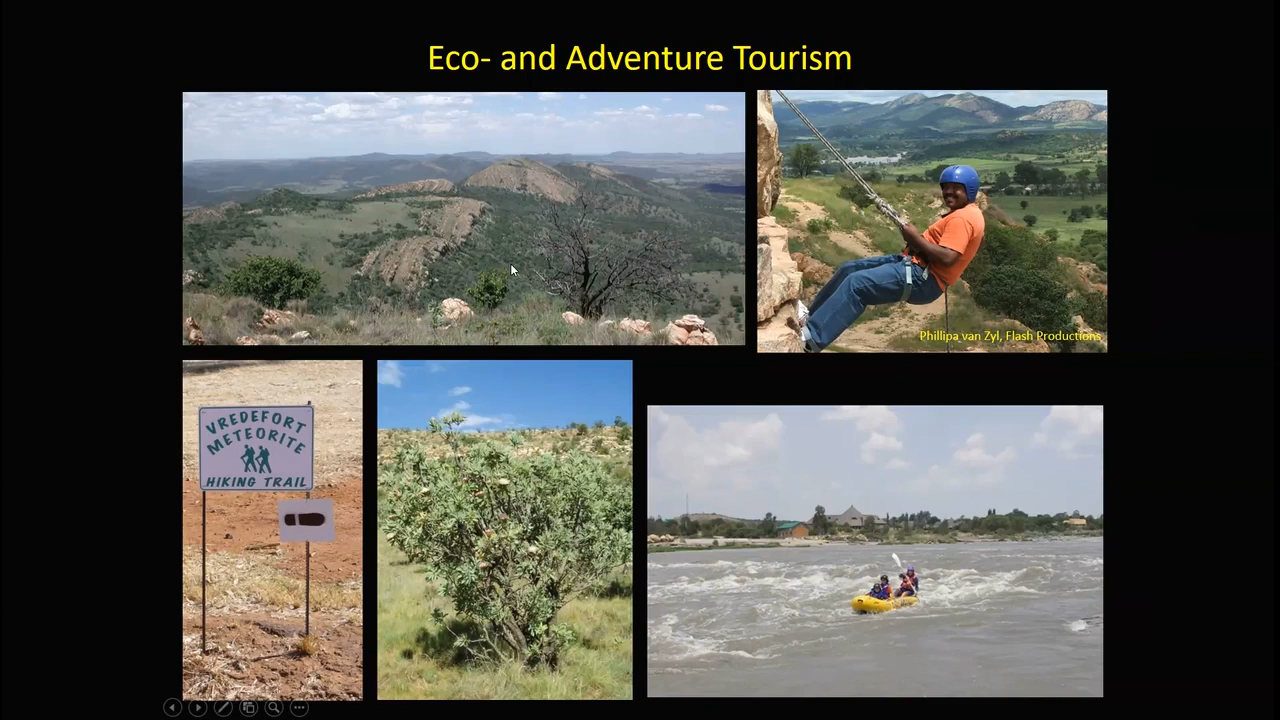 Eco- and Adventure Tourism
Phillipa van Zyl, Flash Productions
VREDEFORT
METEORITE
HIKING TRAIL